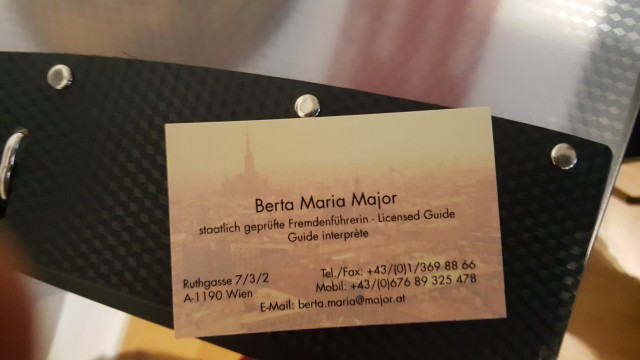 Berta Maria Major
staatlich geprüfte Fremdenführerin - Licensed Guide
Guide interprète
Ruthgasse 7/3/2
A-1190 Wien
Tel./Fax: +43/(0)1/369 88 66
Mobil: +43/(0)676 89 325 478
E-Mail: berta.maria@major.at